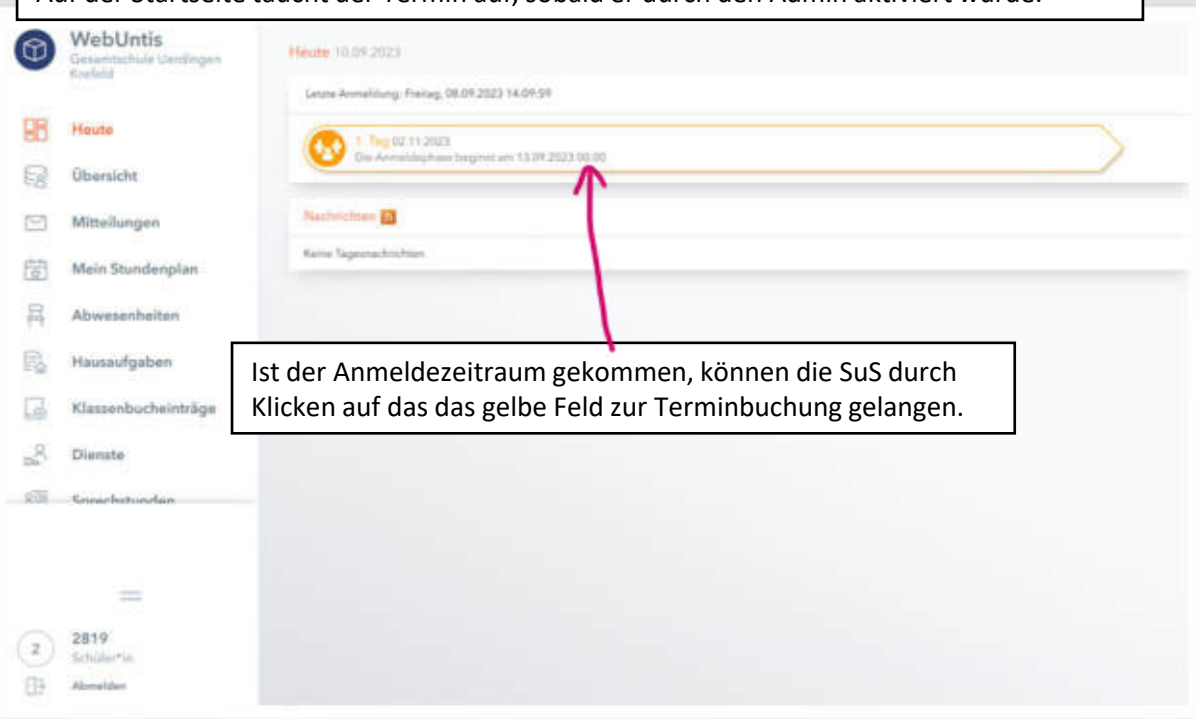 Auf der Startseite taucht der Termin auf, sobald er durch den Admin aktiviert wurde.
WebUntis
Gesamtschule Uerdingen
Krefeld
Heute 10.09.2023
Letzte Anmeldung: Freitag, 08.09.2023 14:09:59
Heute
1. Tag 02.11.2023
Die Anmeldephase beginnt am 13.09.2023 00:00
Übersicht
Mitteilungen
Nachrichten
Keine Tagesnachrichten
Mein Stundenplan
Abwesenheiten
Hausaufgaben
Ist der Anmeldezeitraum gekommen, können die SuS durch
Klicken auf das das gelbe Feld zur Terminbuchung gelangen.
Klassenbucheinträge
Dienste
Sprechstunden
2
2819
Schüler*in
Abmelden